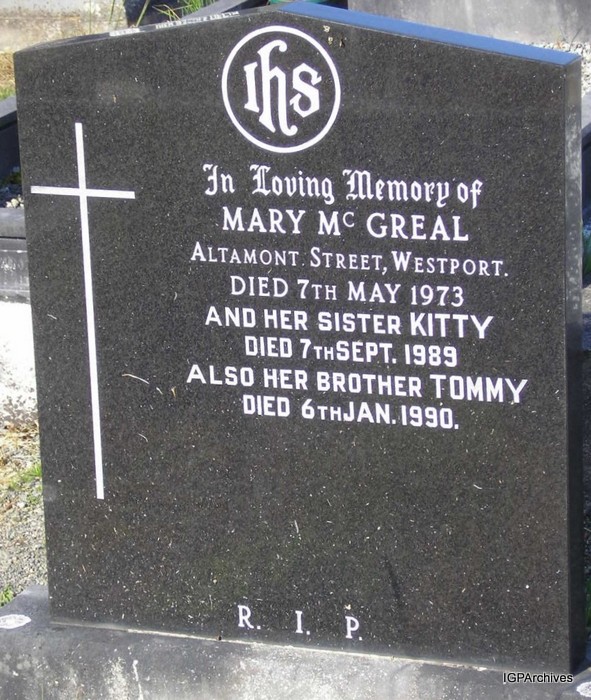 IHS
In Loving Memory of
MARY Mc GREAL
ALTAMONT STREET, WESTPORT.
DIED 7TH MAY 1973
AND HER SISTER KITTY
DIED 7TH SEPT. 1989
ALSO HER BROTHER TOMMY
DIED 6TH JAN. 1990.
R. I. P.
IGPArchives